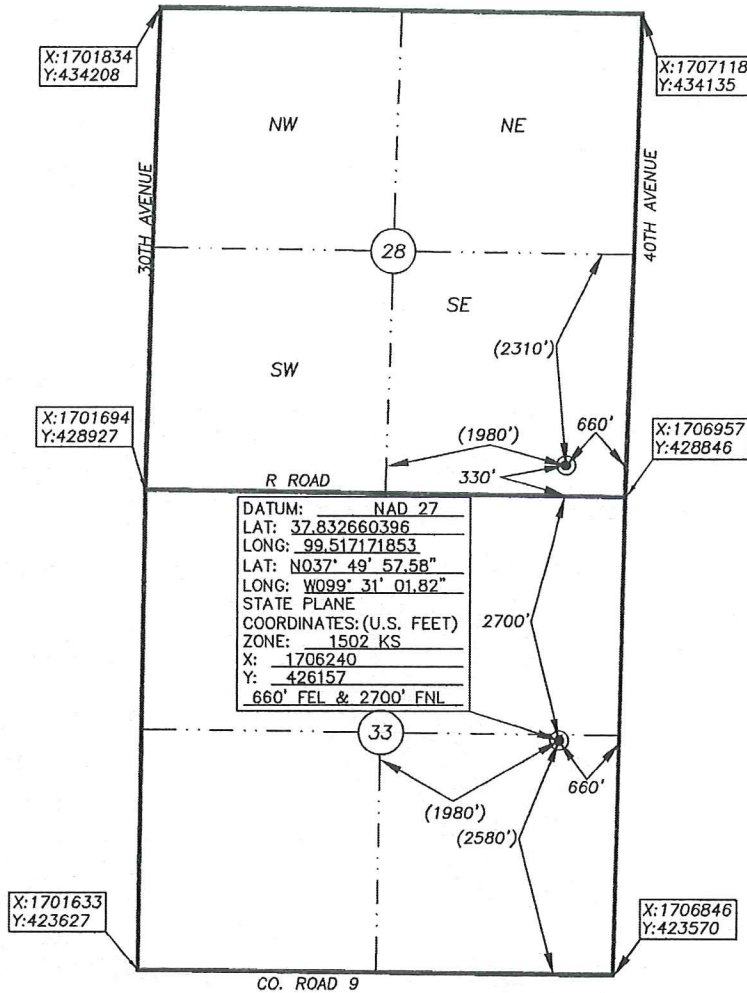 X:1701834
Y:434208
X:1707118
Y:434135
NW
NE
30TH AVENUE
40TH AVENUE
28
SE
(2310')
SW
X:1701694
Y:428927
(1980')
660'
X:1706957
Y:428846
R ROAD
330'
DATUM: NAD 27
LAT: 37.832660396
LONG: 99.517171853
LAT: N037° 49' 57.58"
LONG: W099° 31' 01.82"
STATE PLANE
COORDINATES: (U.S. FEET)
ZONE: 1502 KS
X: 1706240
Y: 426157
660' FEL & 2700' FNL
2700'
33
660'
(1980')
(2580')
X:1701633
Y:423627
X:1706846
Y:423570
CO. ROAD 9